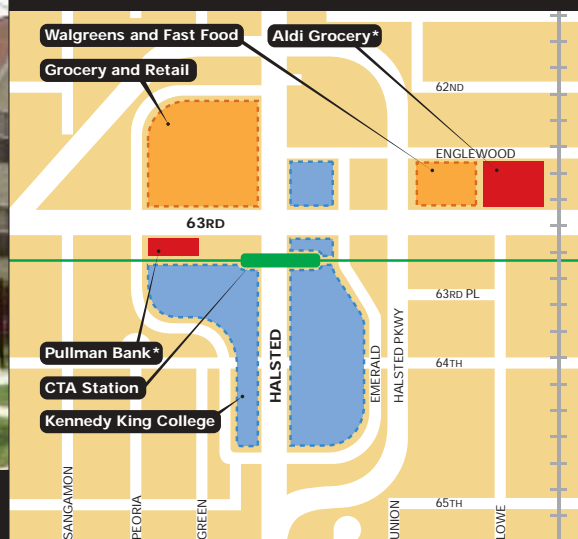 Walgreens and Fast Food
Aldi Grocery*
Grocery and Retail
62ND
ENGLEWOOD
63RD
63RD PL
HALSTED
EMERALD
HALSTED PKWY
Pullman Bank*
64TH
CTA Station
Kennedy King College
SANGAMON
PEORIA
GREEN
UNION
65TH
LOWE